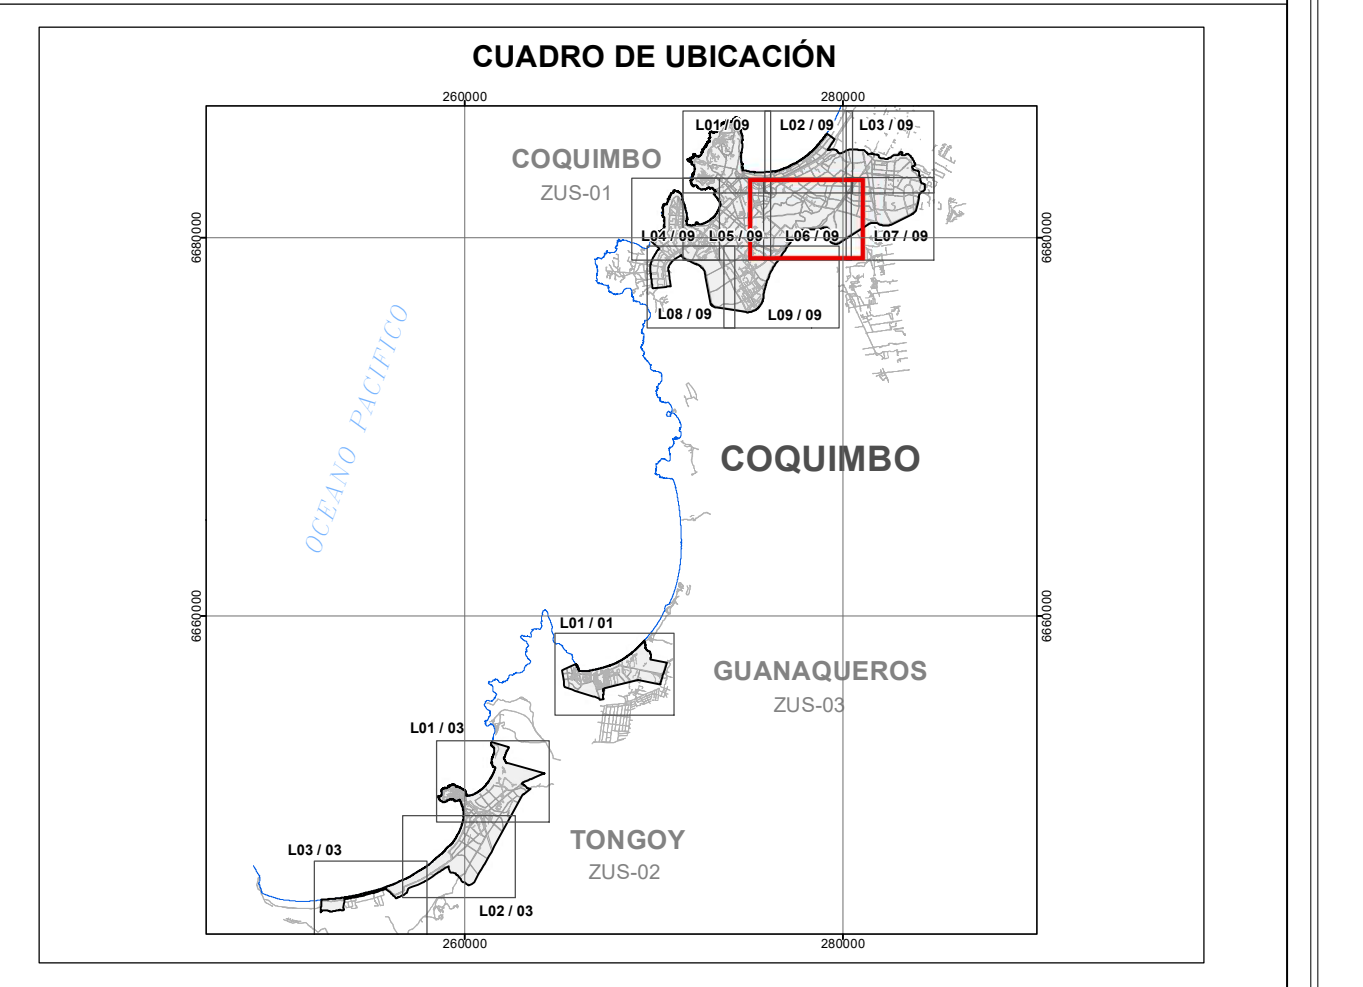 CUADRO DE UBICACIÓN
260000
280000
L01 / 09
L02 / 09
L03 / 09
COQUIMBO
ZUS-01
6680000
6680000
L04 / 09
L05 / 09
L06 / 09
L07 / 09
L08 / 09
L09 / 09
OCEANO PACIFICO
COQUIMBO
6660000
6660000
L01 / 01
GUANAQUEROS
ZUS-03
L01 / 03
TONGOY
ZUS-02
L03 / 03
L02 / 03
260000
280000